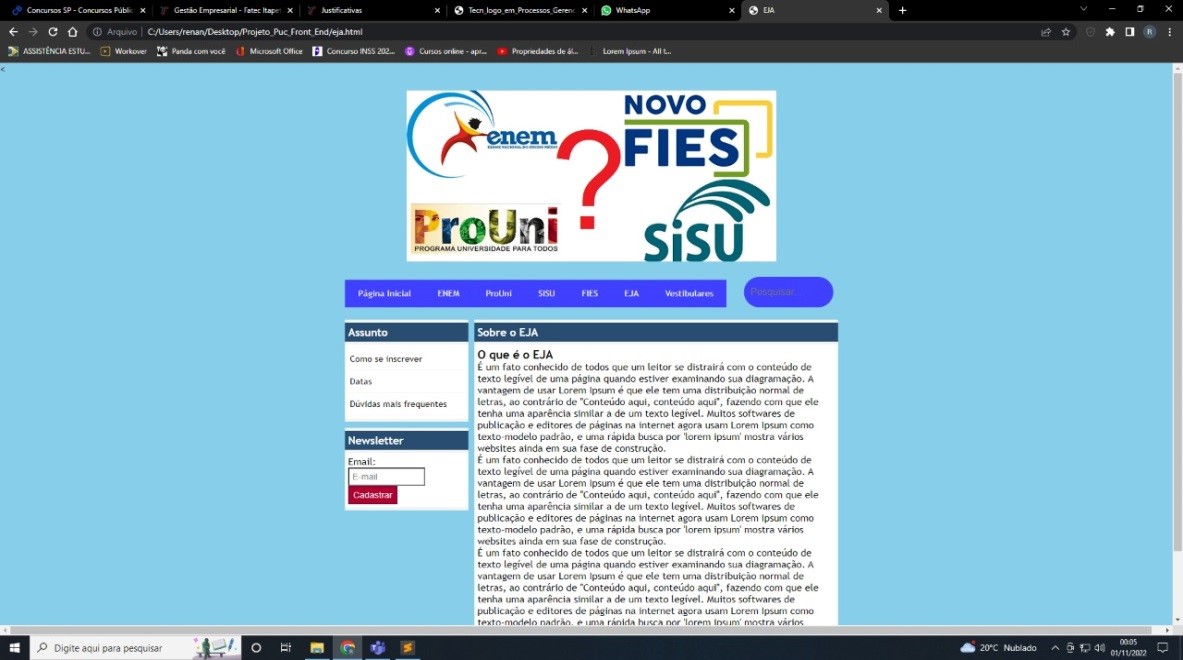 Concursos SP - Concursos Públic
Gestão Empresarial - Fatec Itapet
Justificativas
Tecn_logo_em_Processos_Gerenc
WhatsApp
EJA
Arquivo | C:/Users/renan/Desktop/Projeto_Puc_Front_End/eja.html
ASSISTÊNCIA ESTU...
Workover
Panda com você
Microsoft Office
Concurso INSS 202...
Cursos online - apr...
Propriedades de ál...
Lorem Ipsum - All t...
<
enem
EXAME NACIONAL DO ENSINO MÉDIO
?
NOVO
FIES
ProUni
PROGRAMA UNIVERSIDADE PARA TODOS
SiSU
Página Inicial ENEM ProUni SISU FIES EJA Vestibulares
Pesquisar...
Assunto
Como se inscrever
Datas
Dúvidas mais frequentes
Newsletter
Email:
E-mail
Cadastrar
Sobre o EJA
O que é o EJA
É um fato conhecido de todos que um leitor se distrairá com o conteúdo de
texto legível de uma página quando estiver examinando sua diagramação. A
vantagem de usar Lorem Ipsum é que ele tem uma distribuição normal de
letras, ao contrário de "Conteúdo aqui, conteúdo aqui", fazendo com que ele
tenha uma aparência similar a de um texto legível. Muitos softwares de
publicação e editores de páginas na internet agora usam Lorem Ipsum como
texto-modelo padrão, e uma rápida busca por 'lorem ipsum' mostra vários
websites ainda em sua fase de construção.
É um fato conhecido de todos que um leitor se distrairá com o conteúdo de
texto legível de uma página quando estiver examinando sua diagramação. A
vantagem de usar Lorem Ipsum é que ele tem uma distribuição normal de
letras, ao contrário de "Conteúdo aqui, conteúdo aqui", fazendo com que ele
tenha uma aparência similar a de um texto legível. Muitos softwares de
publicação e editores de páginas na internet agora usam Lorem Ipsum como
texto-modelo padrão, e uma rápida busca por 'lorem ipsum' mostra vários
websites ainda em sua fase de construção.
É um fato conhecido de todos que um leitor se distrairá com o conteúdo de
texto legível de uma página quando estiver examinando sua diagramação. A
vantagem de usar Lorem Ipsum é que ele tem uma distribuição normal de
letras, ao contrário de "Conteúdo aqui, conteúdo aqui", fazendo com que ele
tenha uma aparência similar a de um texto legível. Muitos softwares de
publicação e editores de páginas na internet agora usam Lorem Ipsum como
texto-modelo padrão, e uma rápida busca por 'lorem ipsum' mostra vários
Digite aqui para pesquisar
20°C Nublado
00:05
01/11/2022